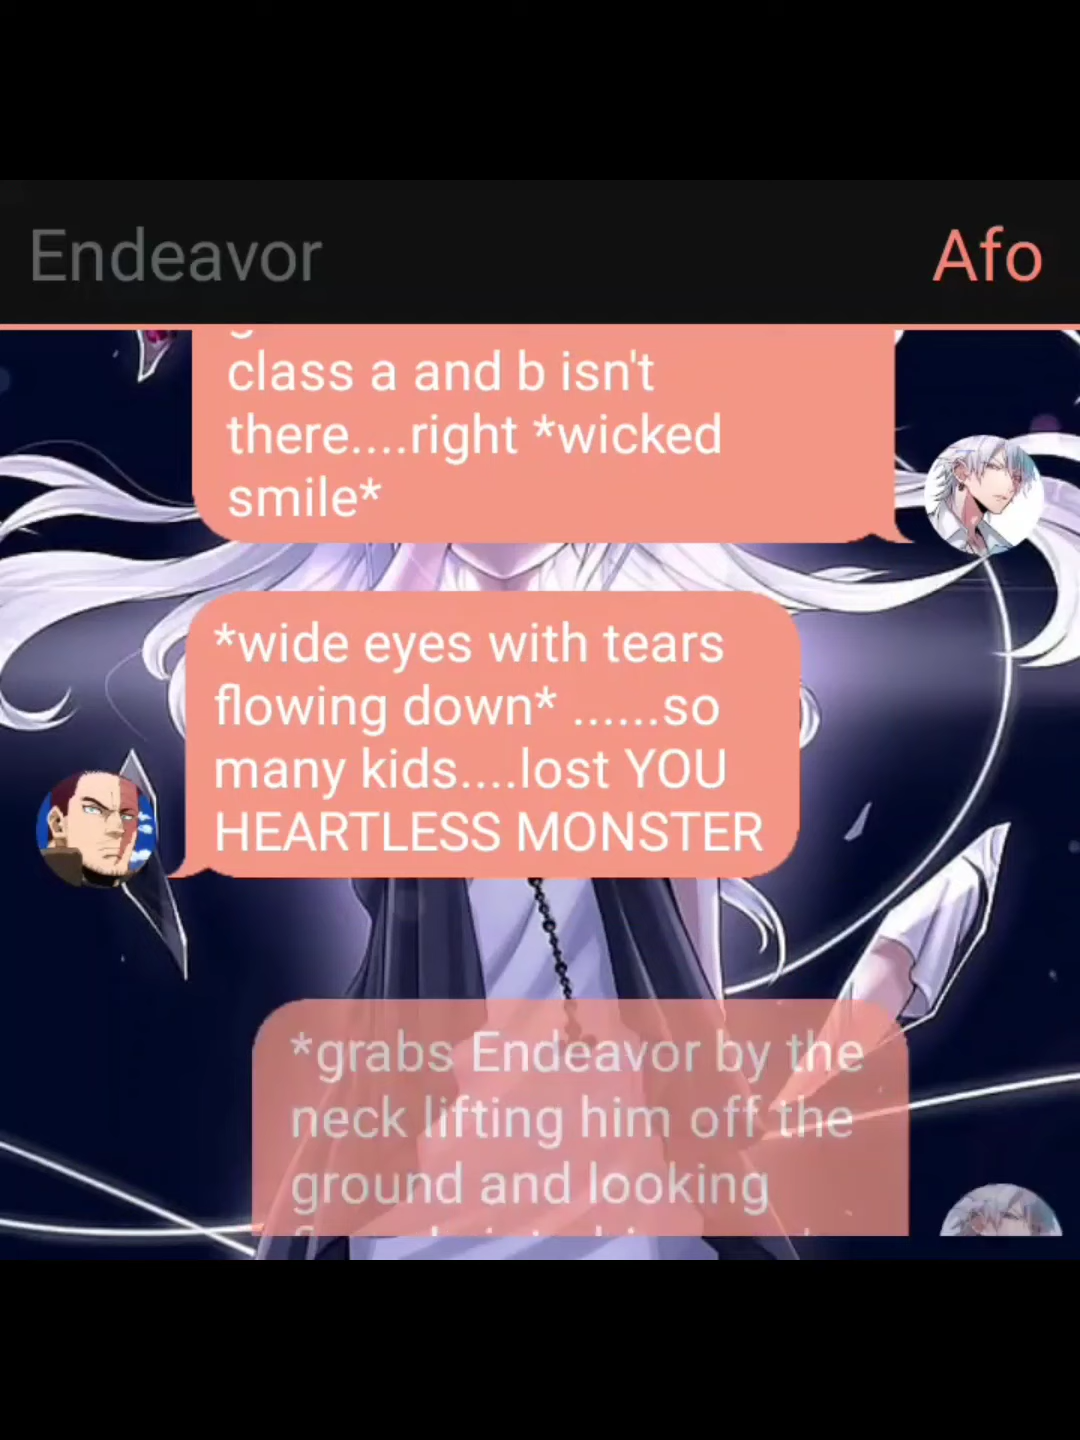 Endeavor
Afo
class a and b isn't
there....right *wicked
smile*
*wide eyes with tears
flowing down* ......so
many kids....lost YOU
HEARTLESS MONSTER
*grabs Endeavor by the
neck lifting him off the
ground and looking